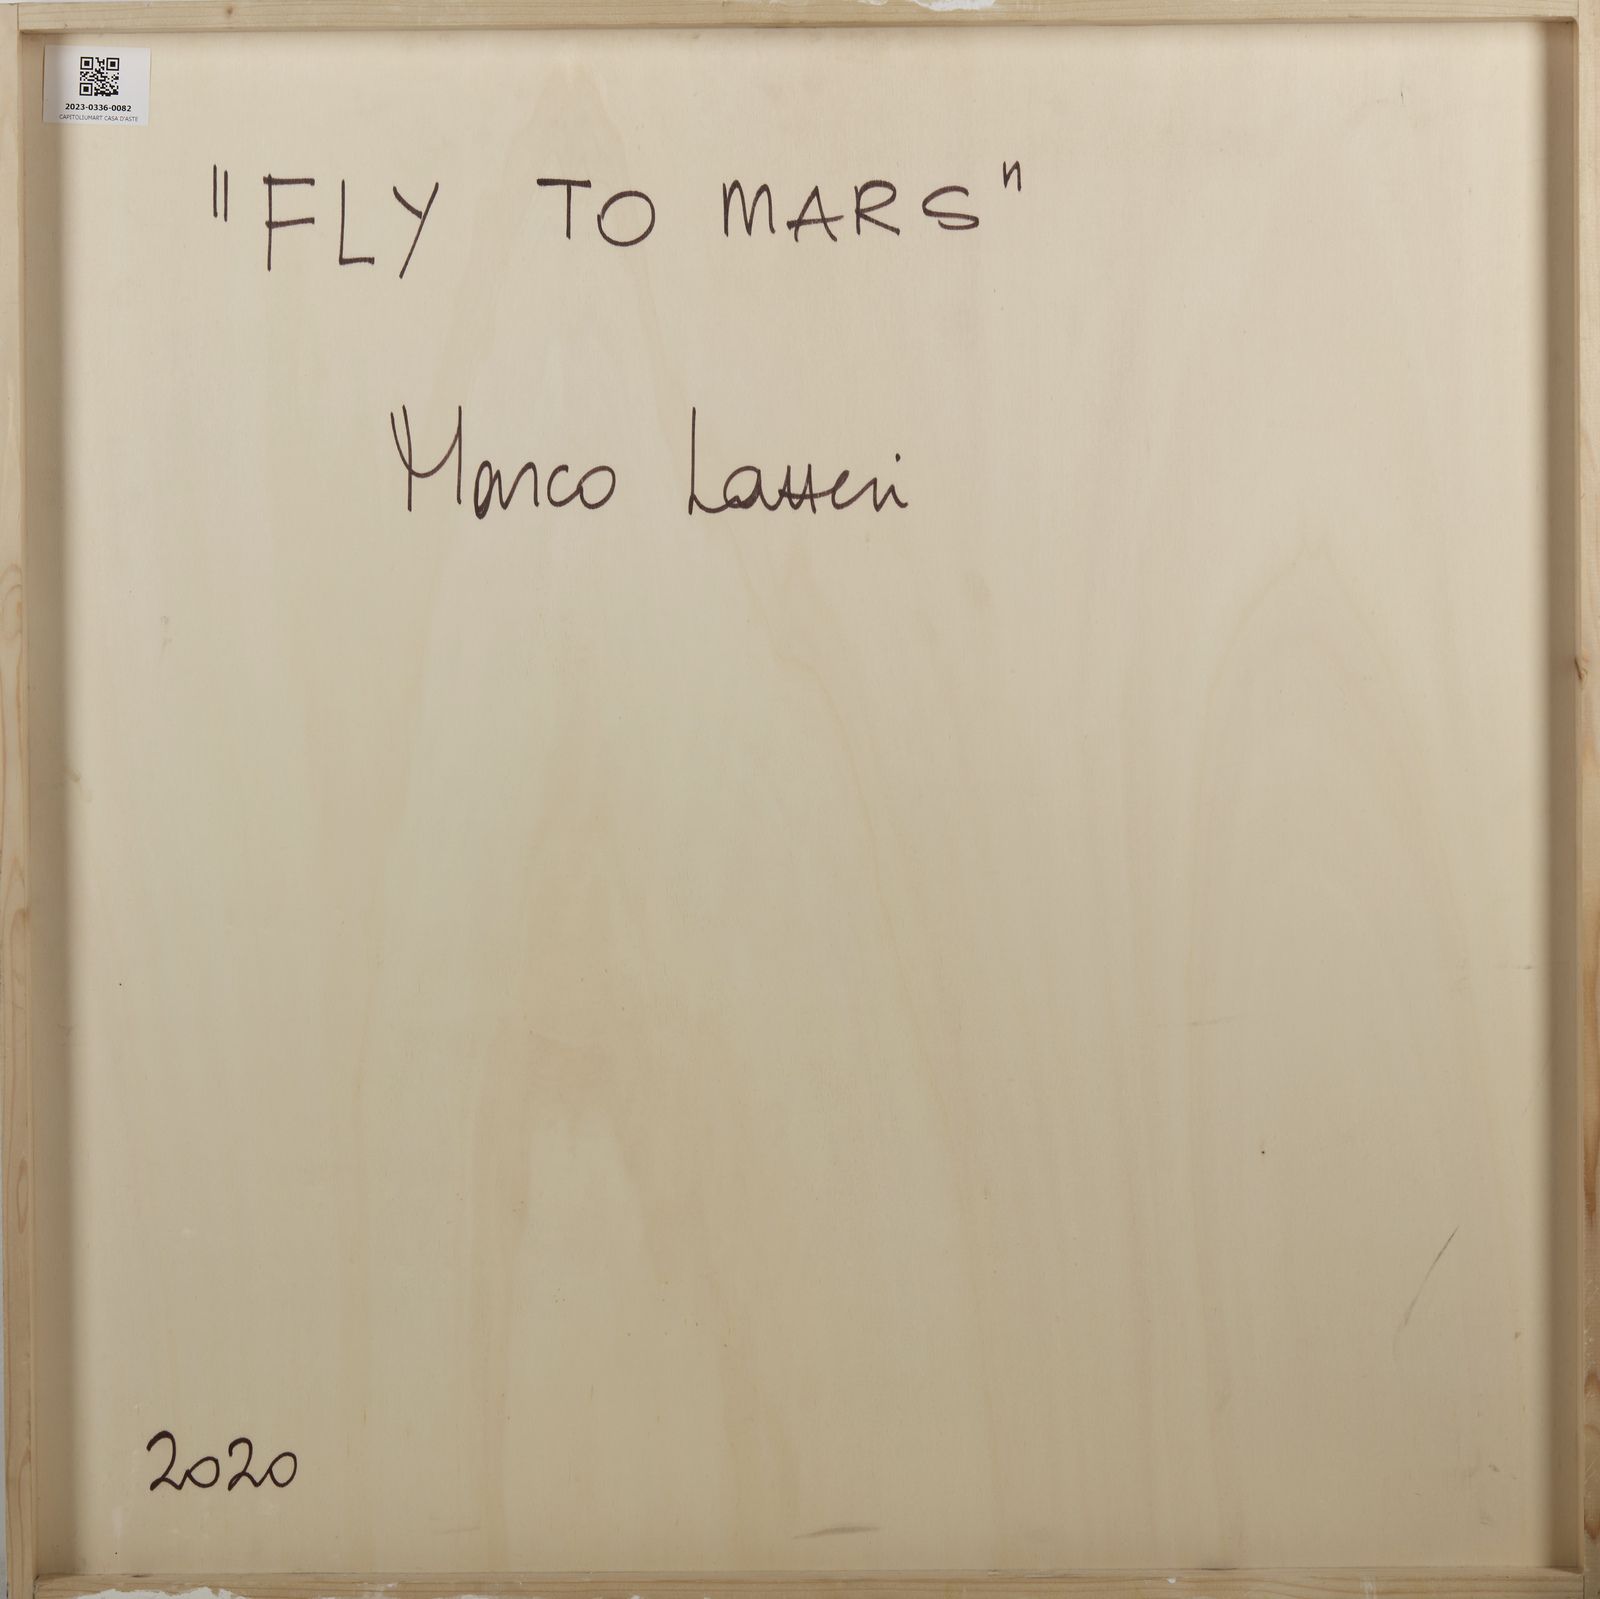 2023-0336-0082
CAPITOLIUMART CASA D'ASTE
"FLY TO MARS"
Marco Latteri
2020